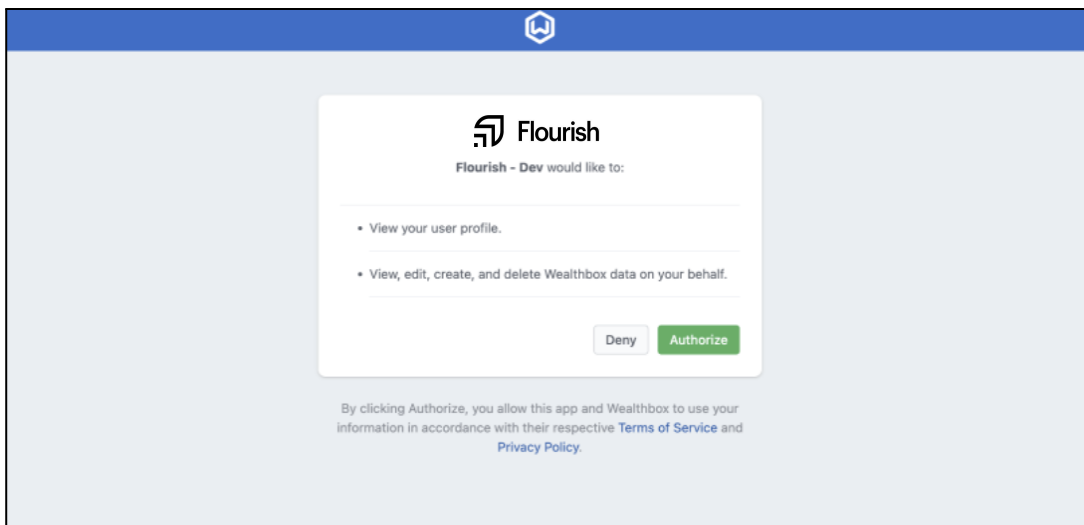 Flourish
Flourish - Dev would like to:
• View your user profile.
• View, edit, create, and delete Wealthbox data on your behalf.
Deny Authorize
By clicking Authorize, you allow this app and Wealthbox to use your
information in accordance with their respective Terms of Service and
Privacy Policy.